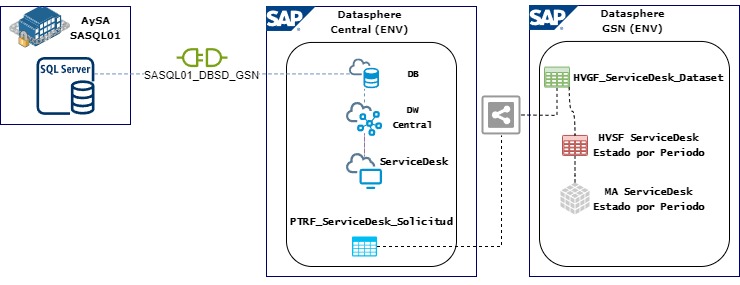 AySA
SASQL01
SQL Server
SASQL01_DBSD_GSN
SAP
Datasphere
Central (ENV)
DB
DW
Central
ServiceDesk
PTRF_ServiceDesk_Solicitud
SAP
Datasphere
GSN (ENV)
HVGF_ServiceDesk_Dataset
HVSF ServiceDesk
Estado por Periodo
MA ServiceDesk
Estado por Periodo